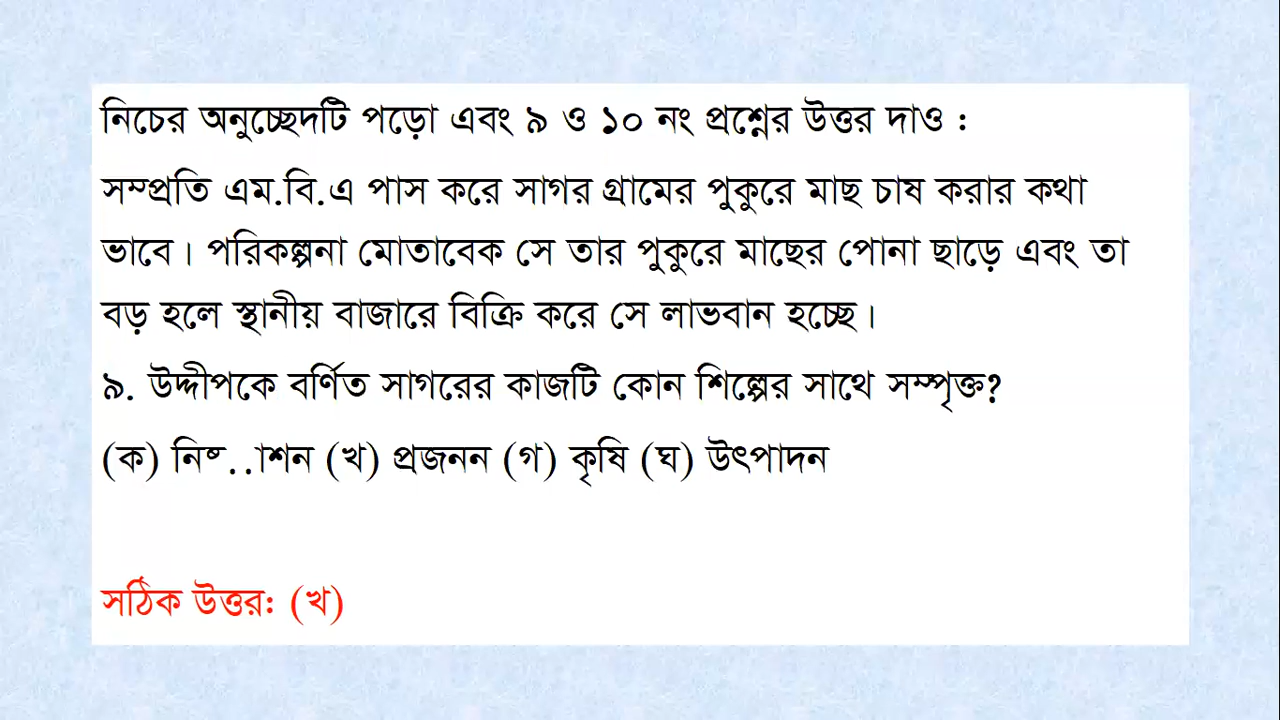 নিচের অনুচ্ছেদটি পড়ো এবং ৯ ও ১০ নং প্রশ্নের উত্তর দাও :
সম্প্রতি এম.বি.এ পাস করে সাগর গ্রামের পুকুরে মাছ চাষ করার কথা
ভাবে। পরিকল্পনা মোতাবেক সে তার পুকুরে মাছের পোনা ছাড়ে এবং তা
বড় হলে স্থানীয় বাজারে বিক্রি করে সে লাভবান হচ্ছে।
৯. উদ্দীপকে বর্ণিত সাগরের কাজটি কোন শিল্পের সাথে সম্পৃক্ত?
(ক) নিষ্..াশন (খ) প্রজনন (গ) কৃষি (ঘ) উৎপাদন
সঠিক উত্তর: (খ)